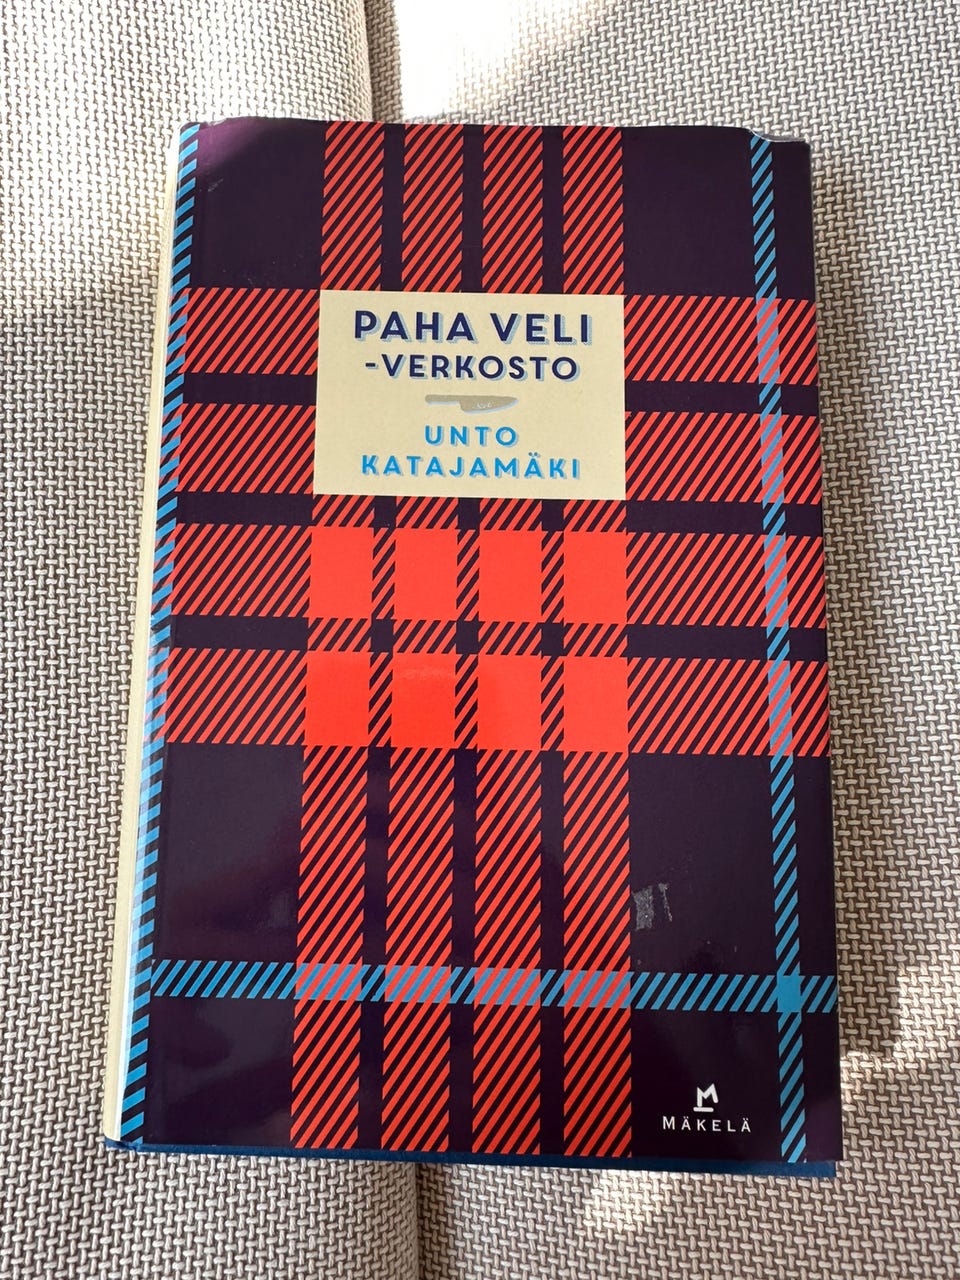 PAHA VELI
-VERKOSTO
UNTO
KATAJAMÄKI
MÄKELÄ